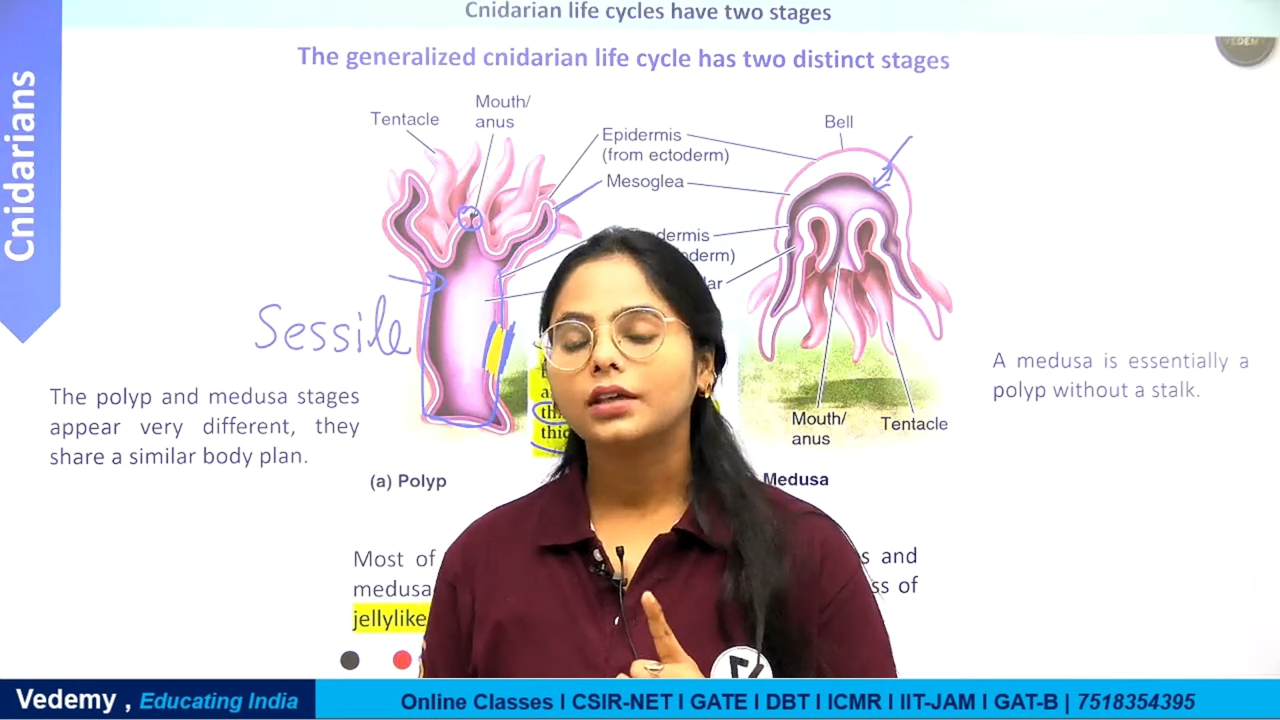 Cnidarian life cycles have two stages
The generalized cnidarian life cycle has two distinct stages
Cnidarians
VEDEMY
Tentacle
Mouth/
anus
Epidermis
(from ectoderm)
Mesoglea
Bell
Sessile
The polyp and medusa stages
appear very different, they
share a similar body plan.
A medusa is essentially a
polyp without a stalk.
Mouth/
anus
Tentacle
(a) Polyp
Medusa
Most of
and
medusa
of
jellylike
Vedemy , Educating India
Online Classes I CSIR-NET I GATE I DBT I ICMR I IIT-JAM I GAT-B | 7518354395